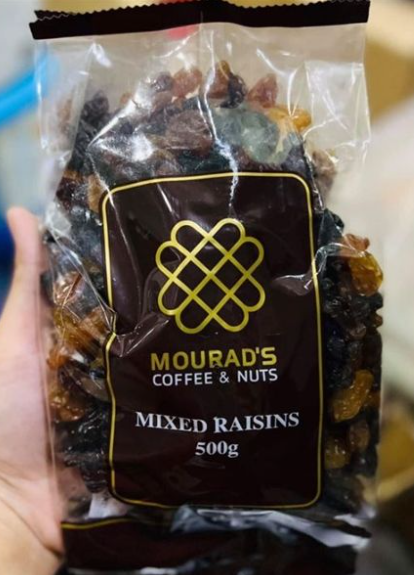 MOURAD'S
COFFEE & NUTS
MIXED RAISINS
500g